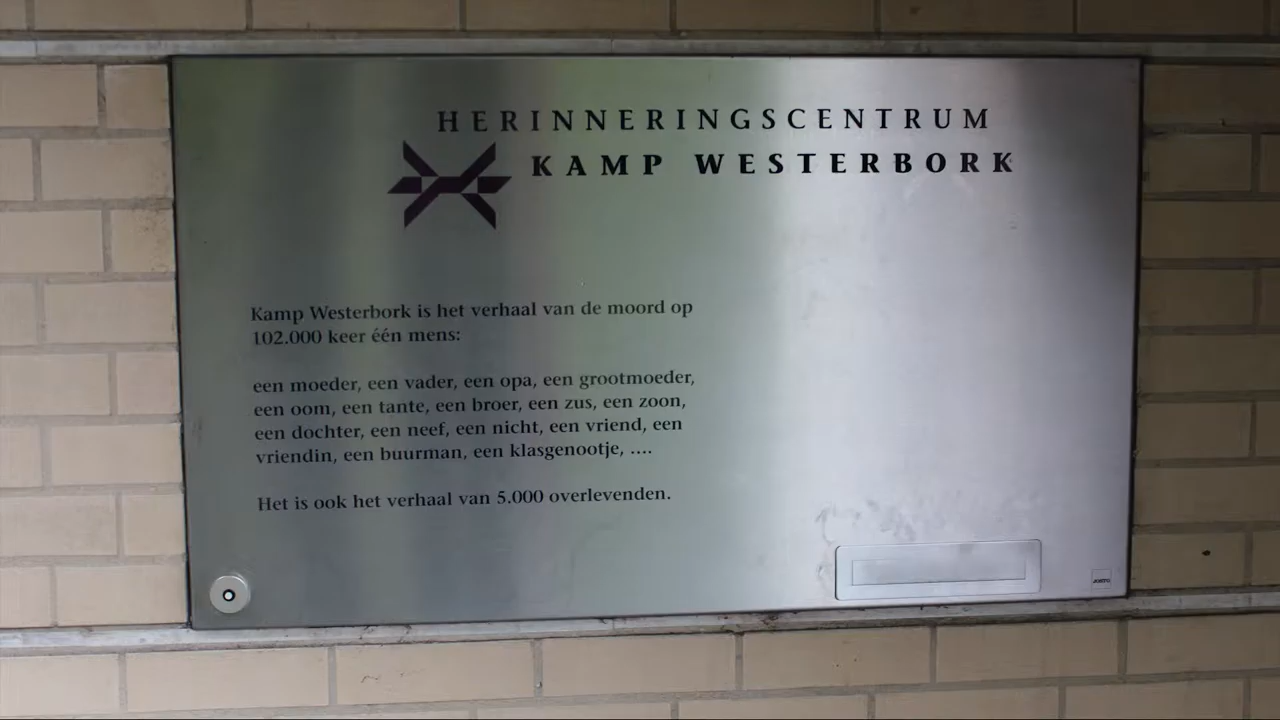 HERINNERINGSCENTRUM
KAMP WESTERBORK
Kamp Westerbork is het verhaal van de moord op
102.000 keer één mens:
een moeder, een vader, een opa, een grootmoeder,
een oom, een tante, een broer, een zus, een zoon,
een dochter, een neef, een nicht, een vriend, een
vriendin, een buurman, een klasgenootje, ....
Het is ook het verhaal van 5.000 overlevenden.